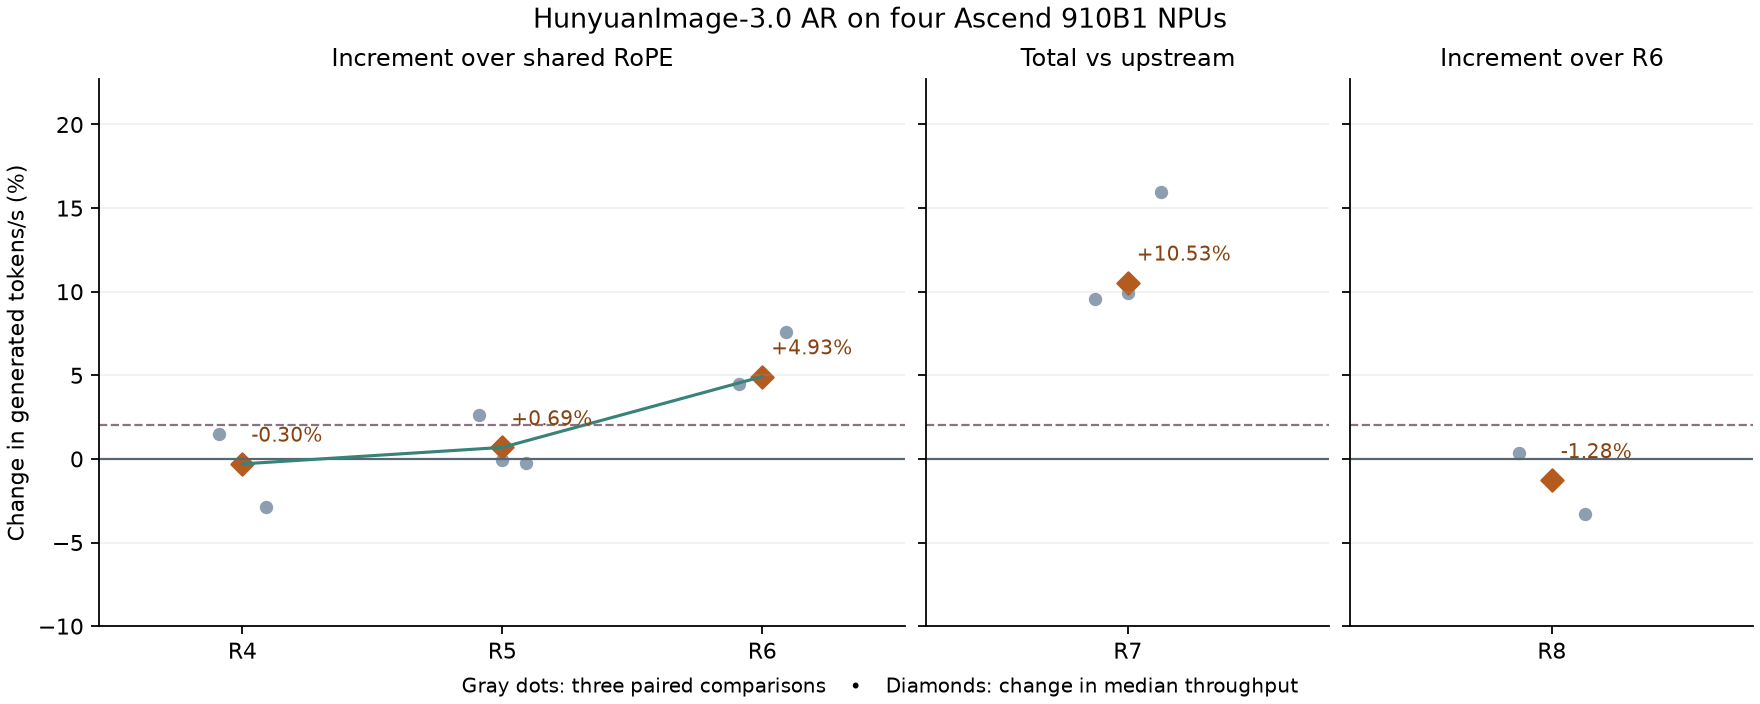 HunyuanImage-3.0 AR on four Ascend 910B1 NPUs
Increment over shared RoPE
Total vs upstream
Increment over R6
Change in generated tokens/s (%)
20
15
10
5
0
−5
−10
-0.30%
+0.69%
+4.93%
+10.53%
-1.28%
R4
R5
R6
R7
R8
Gray dots: three paired comparisons • Diamonds: change in median throughput